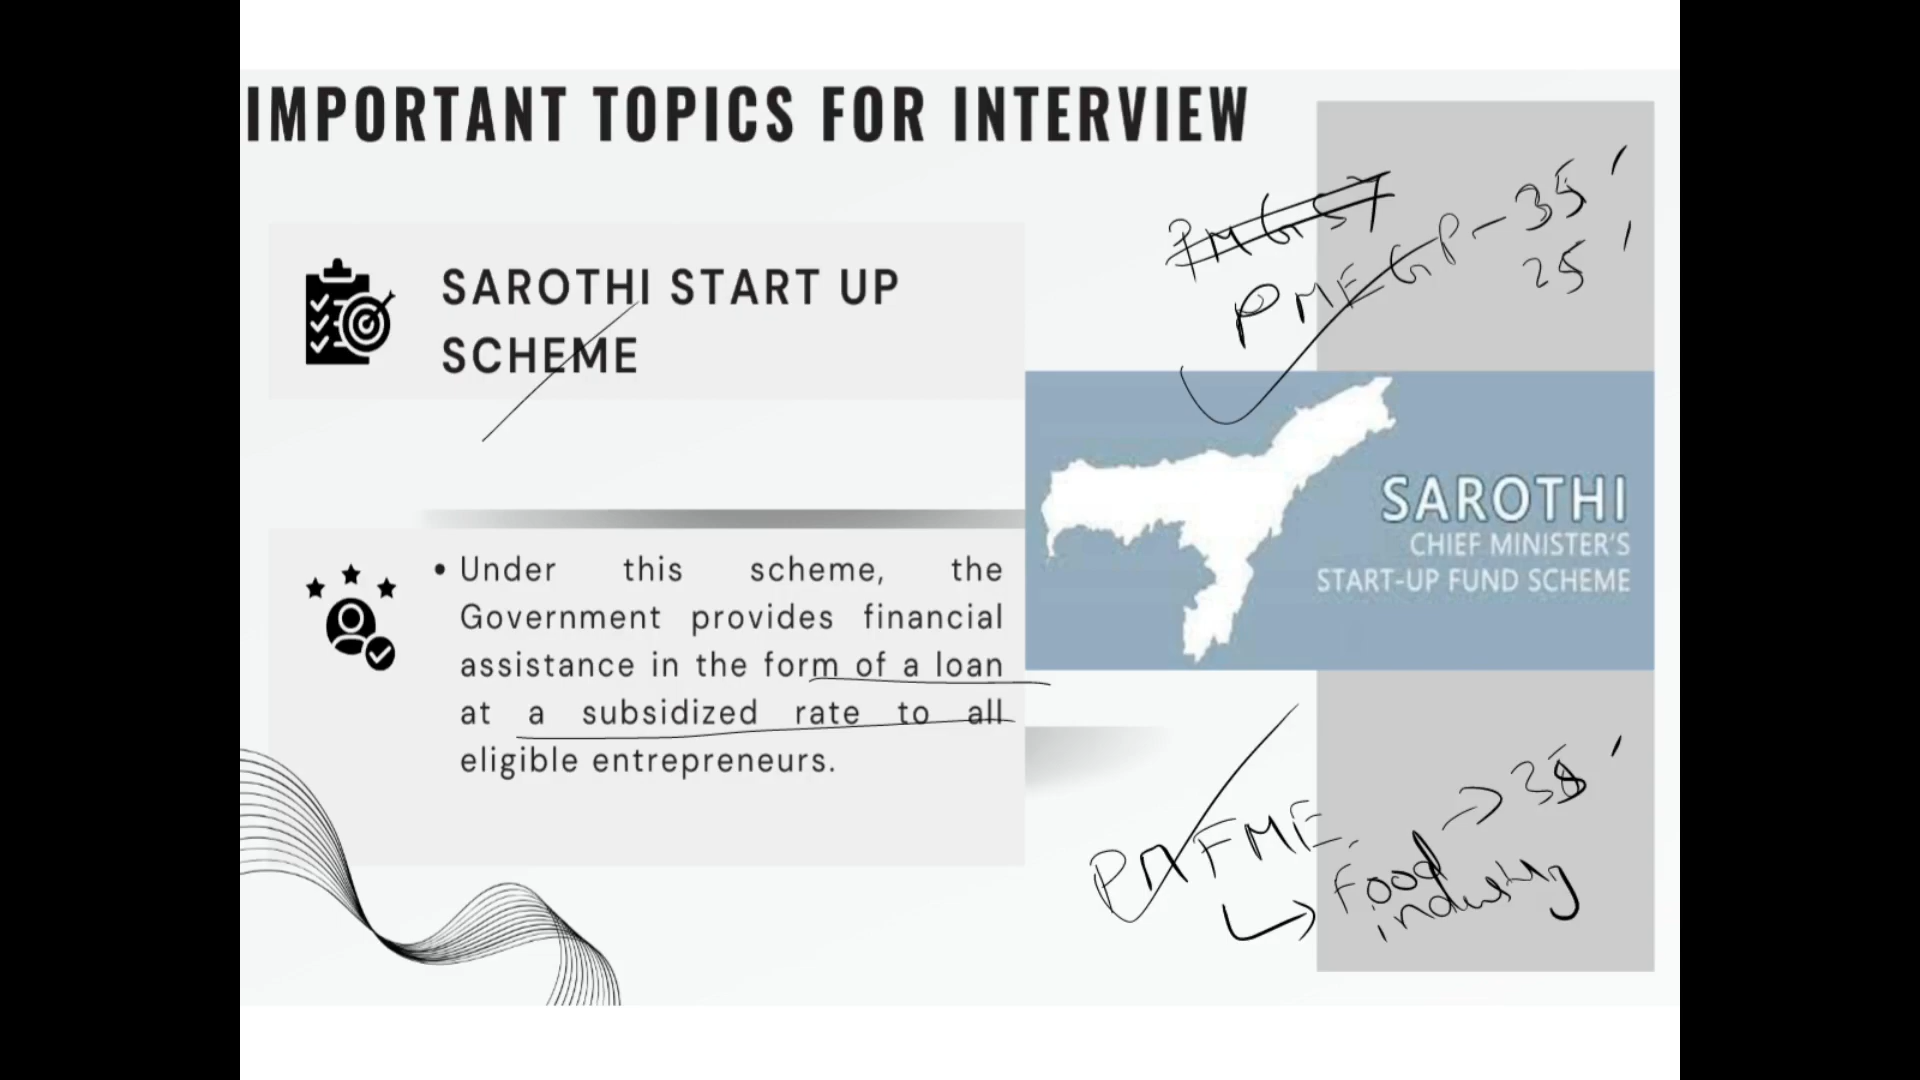 IMPORTANT TOPICS FOR INTERVIEW
SAROTHI START UP
SCHEME
• Under this scheme, the
Government provides financial
assistance in the form of a loan
at a subsidized rate to all
eligible entrepreneurs.
PMEGP - 35
25
SAROTHI
CHIEF MINISTER'S
START-UP FUND SCHEME
PMFME
Food
industry